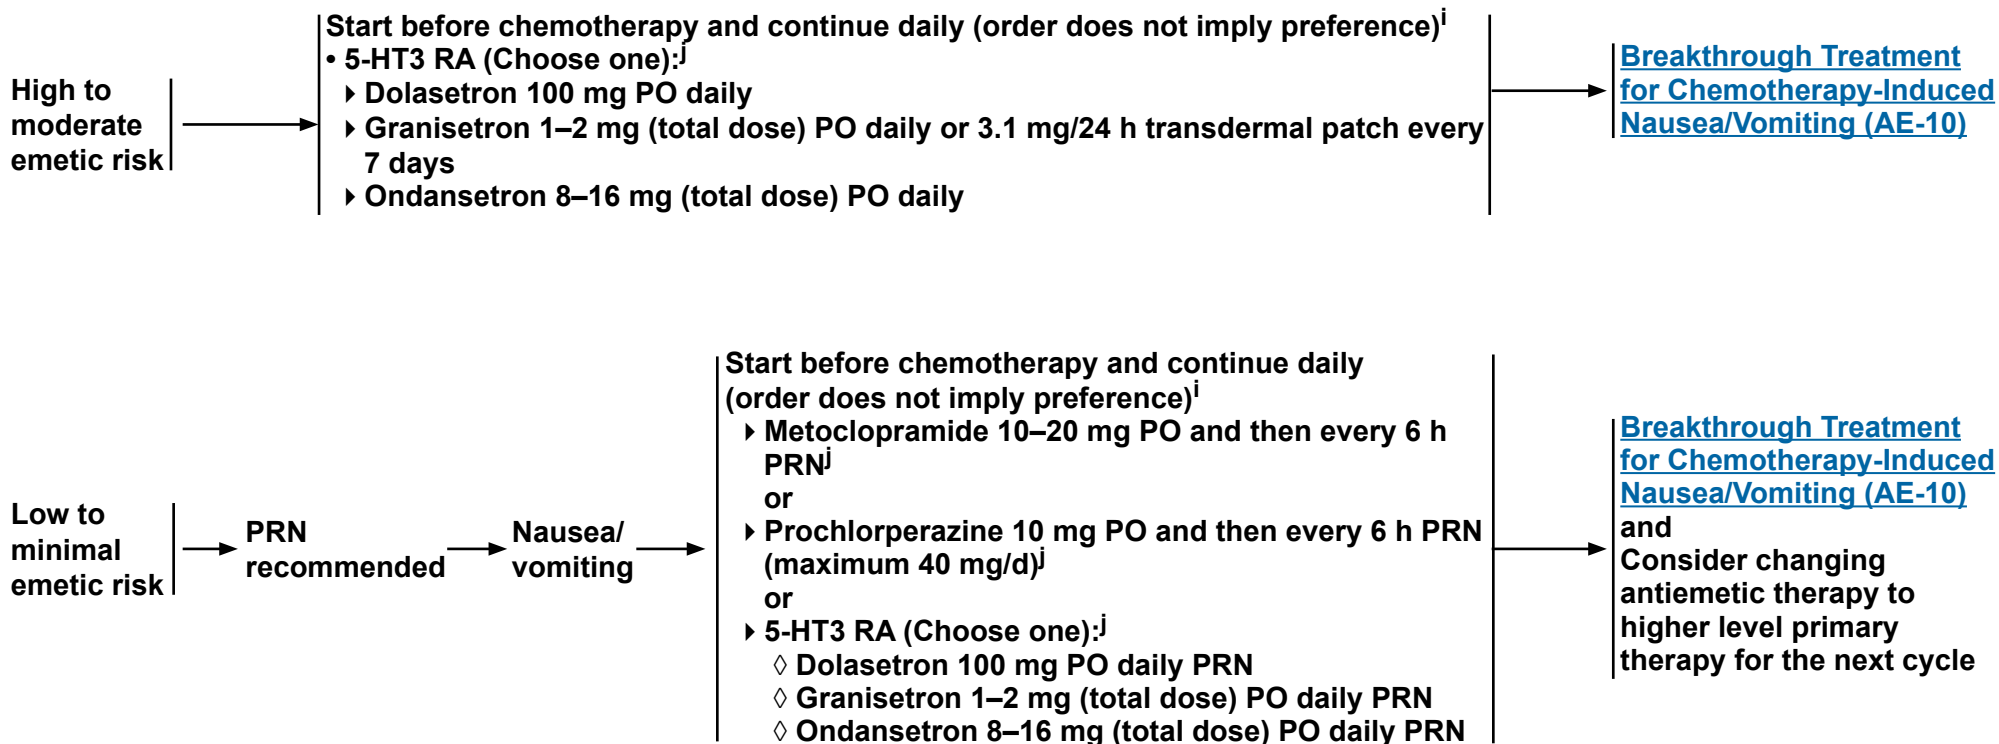 High to
moderate
emetic risk
Start before chemotherapy and continue daily (order does not imply preference)i
• 5-HT3 RA (Choose one):j
Dolasetron 100 mg PO daily
Granisetron 1–2 mg (total dose) PO daily or 3.1 mg/24 h transdermal patch every
7 days
Ondansetron 8–16 mg (total dose) PO daily
Breakthrough Treatment
for Chemotherapy-Induced
Nausea/Vomiting (AE-10)
Low to
minimal
emetic risk
PRN
recommended
Nausea/
vomiting
Start before chemotherapy and continue daily
(order does not imply preference)i
Metoclopramide 10–20 mg PO and then every 6 h
PRNj
or
Prochlorperazine 10 mg PO and then every 6 h PRN
(maximum 40 mg/d)j
or
5-HT3 RA (Choose one):j
◊ Dolasetron 100 mg PO daily PRN
◊ Granisetron 1–2 mg (total dose) PO daily PRN
◊ Ondansetron 8–16 mg (total dose) PO daily PRN
Breakthrough Treatment
for Chemotherapy-Induced
Nausea/Vomiting (AE-10)
and
Consider changing
antiemetic therapy to
higher level primary
therapy for the next cycle